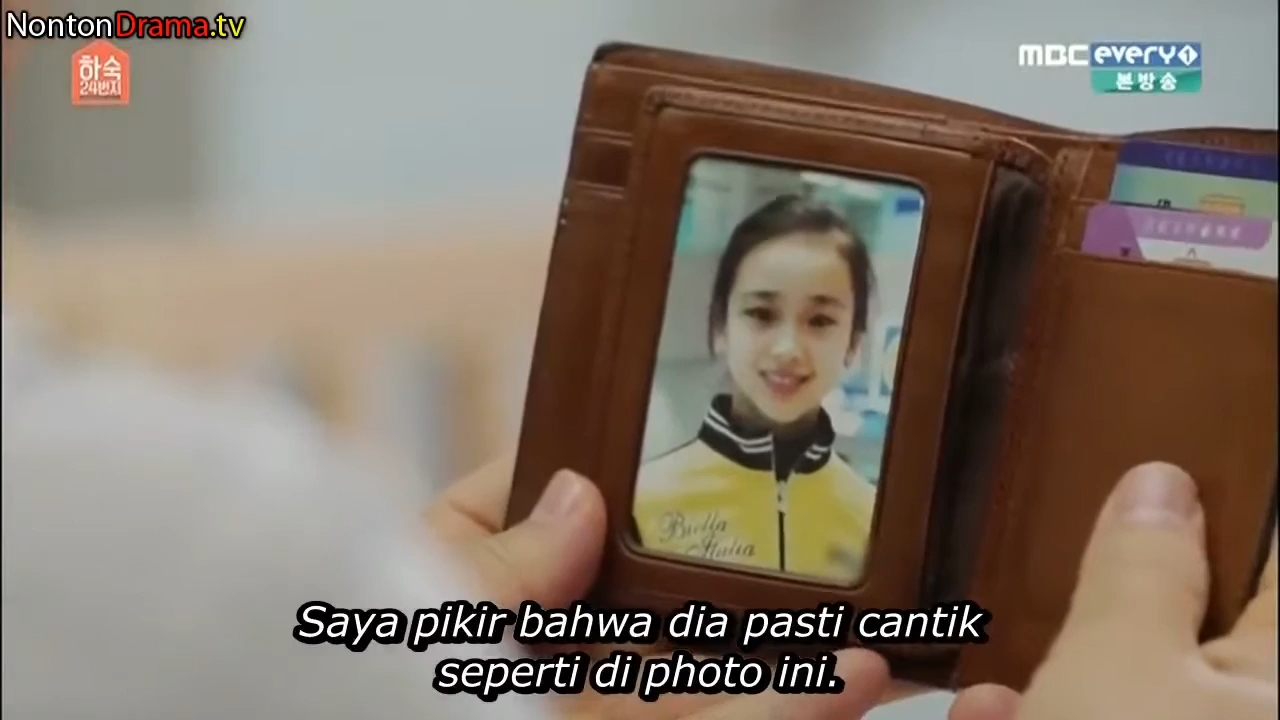 NontonDrama.tv
하숙
24번지
MBC every1
본방송
Biella
Italia
Saya pikir bahwa dia pasti cantik
seperti di photo ini.